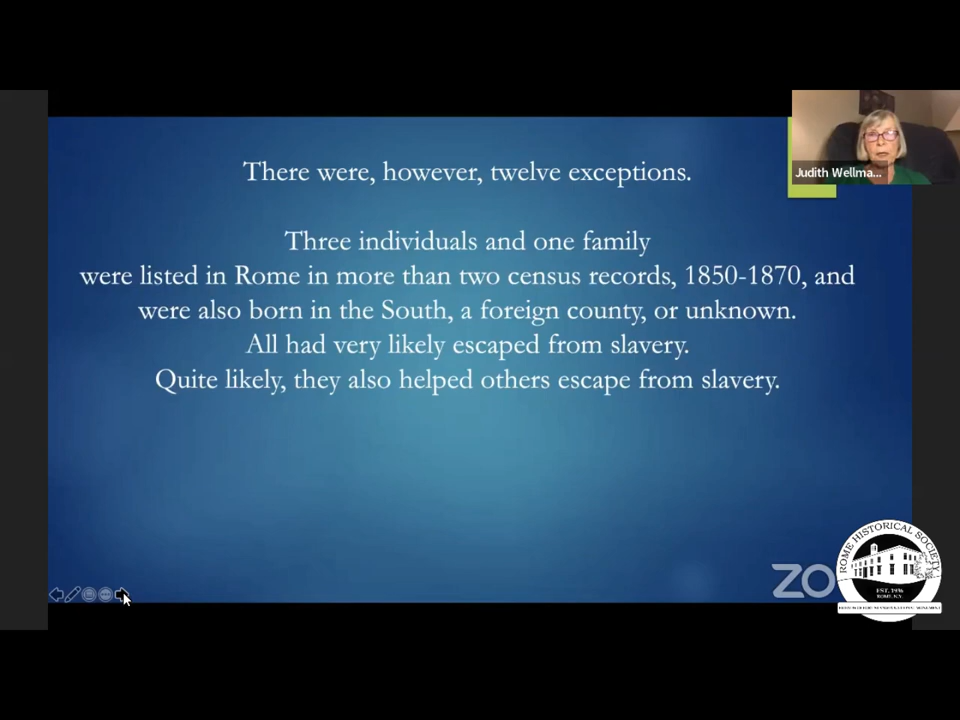 There were, however, twelve exceptions.
Three individuals and one family
were listed in Rome in more than two census records, 1850-1870, and
were also born in the South, a foreign county, or unknown.
All had very likely escaped from slavery.
Quite likely, they also helped others escape from slavery.
Judith Wellma...
ZO
ROME HISTORICAL SOCIETY
EST. 1936
ROME, N.Y.